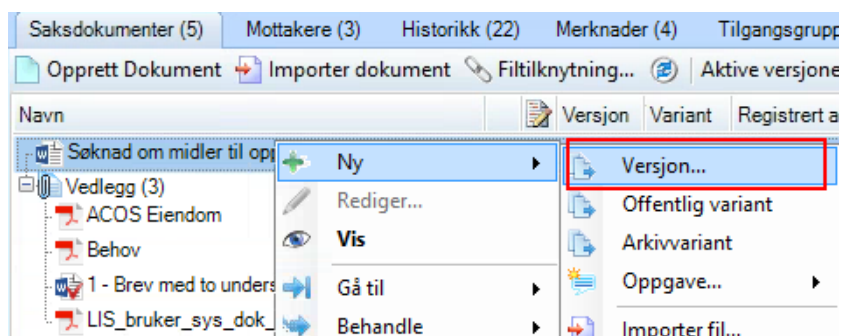 Saksdokumenter (5) Mottakere (3) Historikk (22) Merknader (4) Tilgangsgrupp
Opprett Dokument Importer dokument Filtilknytning... Aktive versjone
Navn Versjon Variant Registrert a
Søknad om midler til opp Ny Versjon...
Vedlegg (3) Rediger... Offentlig variant
ACOS Eiendom
Behov Vis Arkivvariant
1 - Brev med to unders Gå til Oppgave...
LIS_bruker_sys_dok_ Behandle Importer fil...